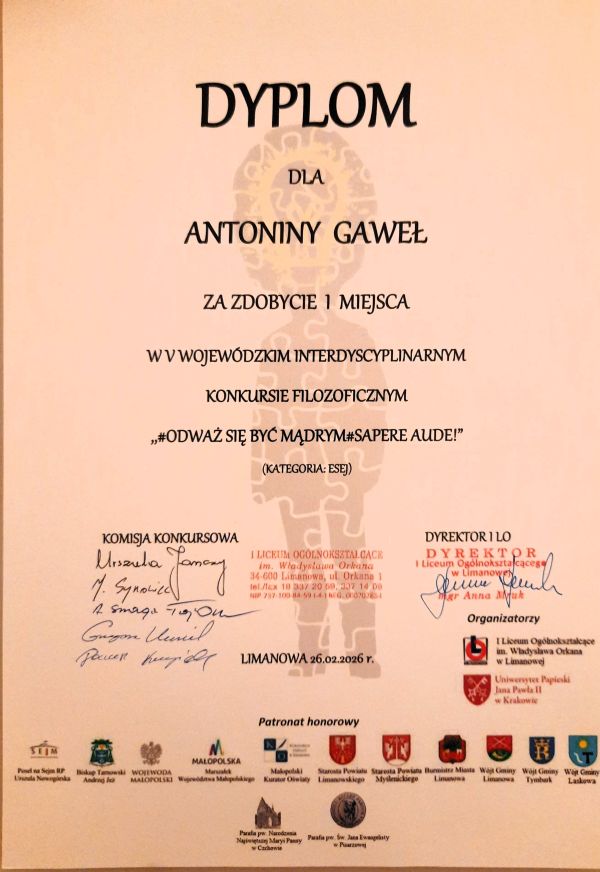 DYPLOM
DLA
ANTONINY GAWEŁ
ZA ZDOBYCIE 1 MIEJSCA
W V WOJEWÓDZKIM INTERDYSCYPLINARNYM
KONKURSIE FILOZOFICZNYM
,,#ODWAŻ SIĘ BYĆ MĄDRYM#SAPERE AUDE!”
(KATEGORIA: ESEJ)
KOMISJA KONKURSOWA
I LICEUM OGÓLNOKSZTAŁCĄCE
im. Władysława Orkana
34-600 Limanowa, ul. Orkana 1
DYREKTOR I LO
DYREKTOR
I Liceum Ogólnokształcącego
w Limanowej
mgr Anna
LIMANOWA 26.02.2026 r.
Organizatorzy
I Liceum Ogólnokształcące
im. Władysława Orkana
w Limanowej
Uniwersytet Papieski
Jana Pawła II
w Krakowie
Patronat honorowy
SEJM
Poseł na Sejm RP
Urszula Nowogórska
Biskup Tarnowski
Andrzej Jeż
WOJEWODA
MAŁOPOLSKI
MAŁOPOLSKA
Marszałek
Województwa Małopolskiego
Małopolski
Kurator Oświaty
Starosta Powiatu
Limanowskiego
Starosta Powiatu
Myślenickiego
Burmistrz Miasta
Limanowa
Wójt Gminy
Limanowa
Wójt Gminy
Tymbark
Wójt Gminy
Laskowa
Parafia pw. Narodzenia
Najświętszej Maryi Panny
w Czchowie
Parafia pw. Św. Jana Ewangelisty
w Pisarzowej